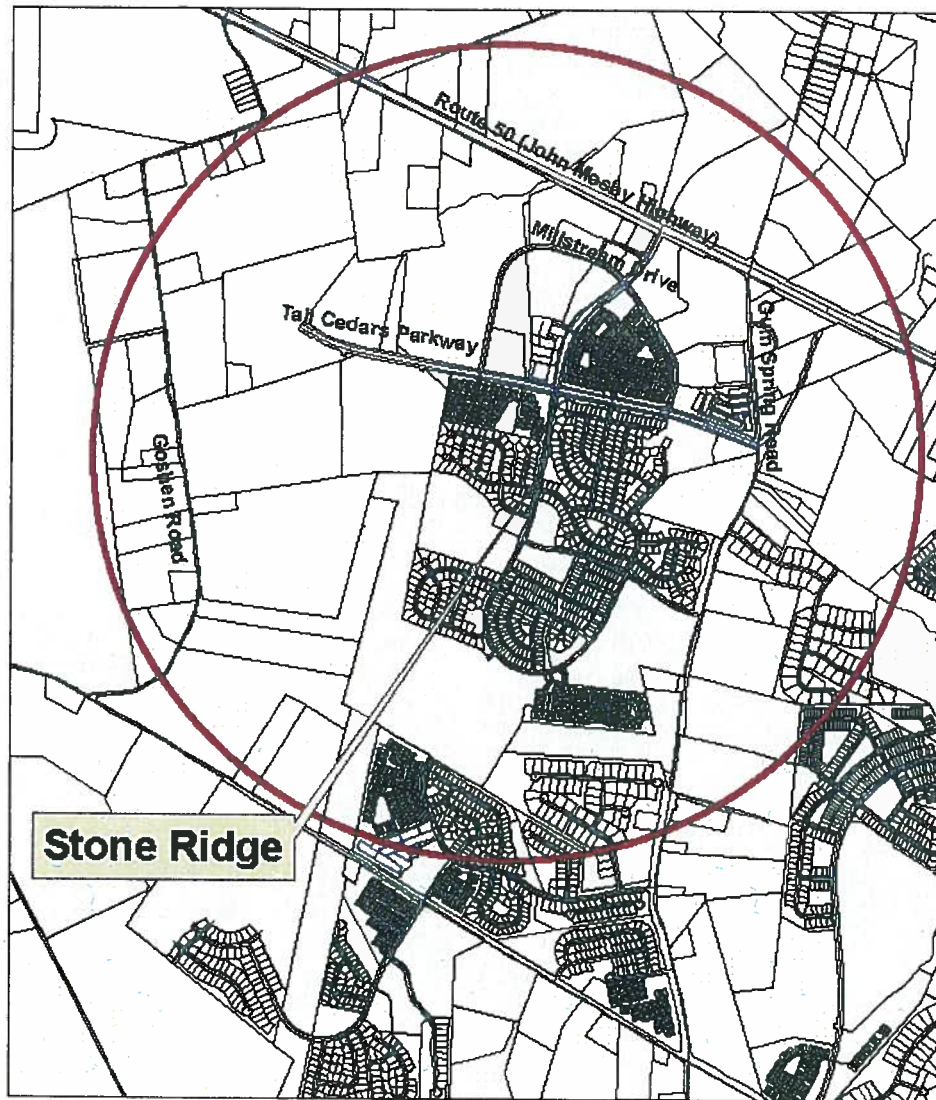 Route 50 (John Mosby Highway)
Millstream Drive
Tall Cedars Parkway
Gum Spring Road
Goshen Road
Stone Ridge